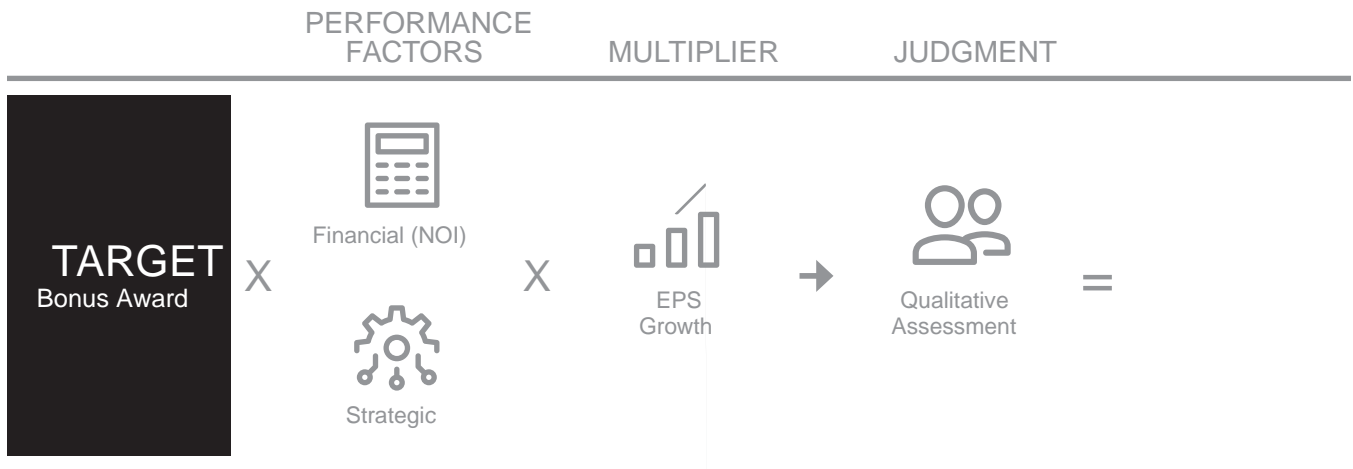 PERFORMANCE
FACTORS
MULTIPLIER
JUDGMENT
TARGET
Bonus Award
X
Financial (NOI)
Strategic
X
EPS
Growth
Qualitative
Assessment
=